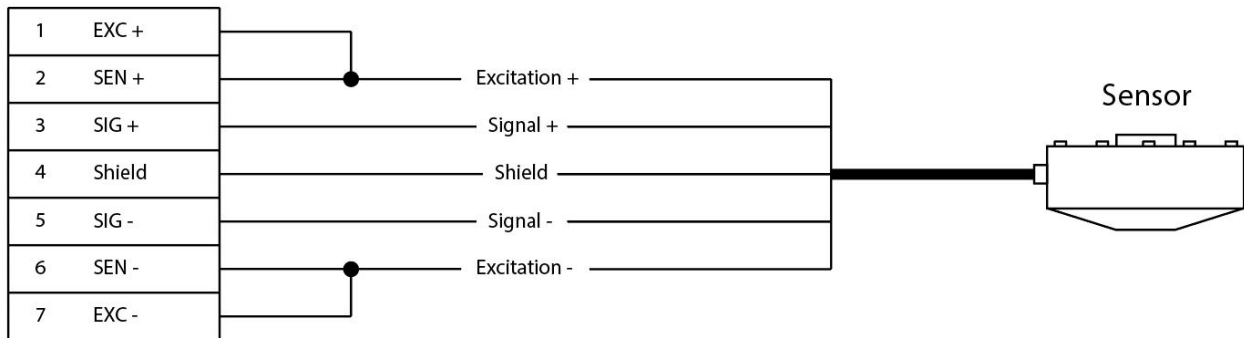 1 EXC +
2 SEN + Excitation +
Sensor
3 SIG + Signal +
4 Shield Shield
5 SIG - Signal -
6 SEN - Excitation -
7 EXC -